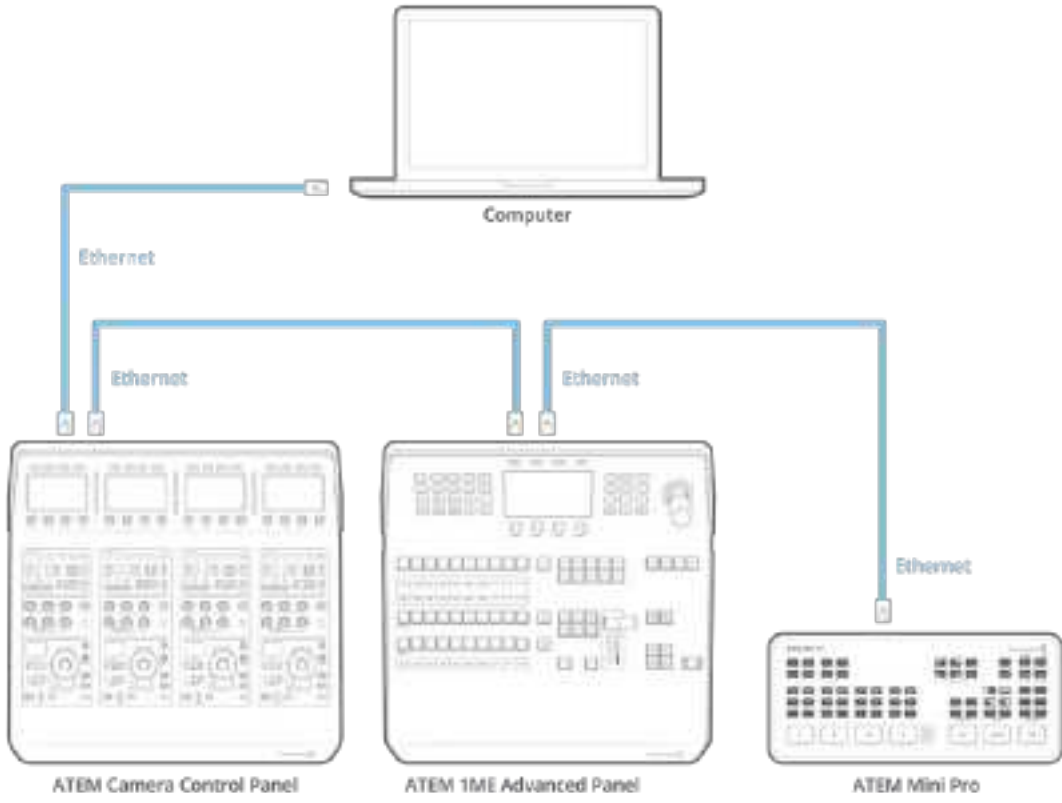 Computer
Ethernet
Ethernet
Ethernet
Ethernet
ATEM Camera Control Panel
ATEM 1ME Advanced Panel
ATEM Mini Pro